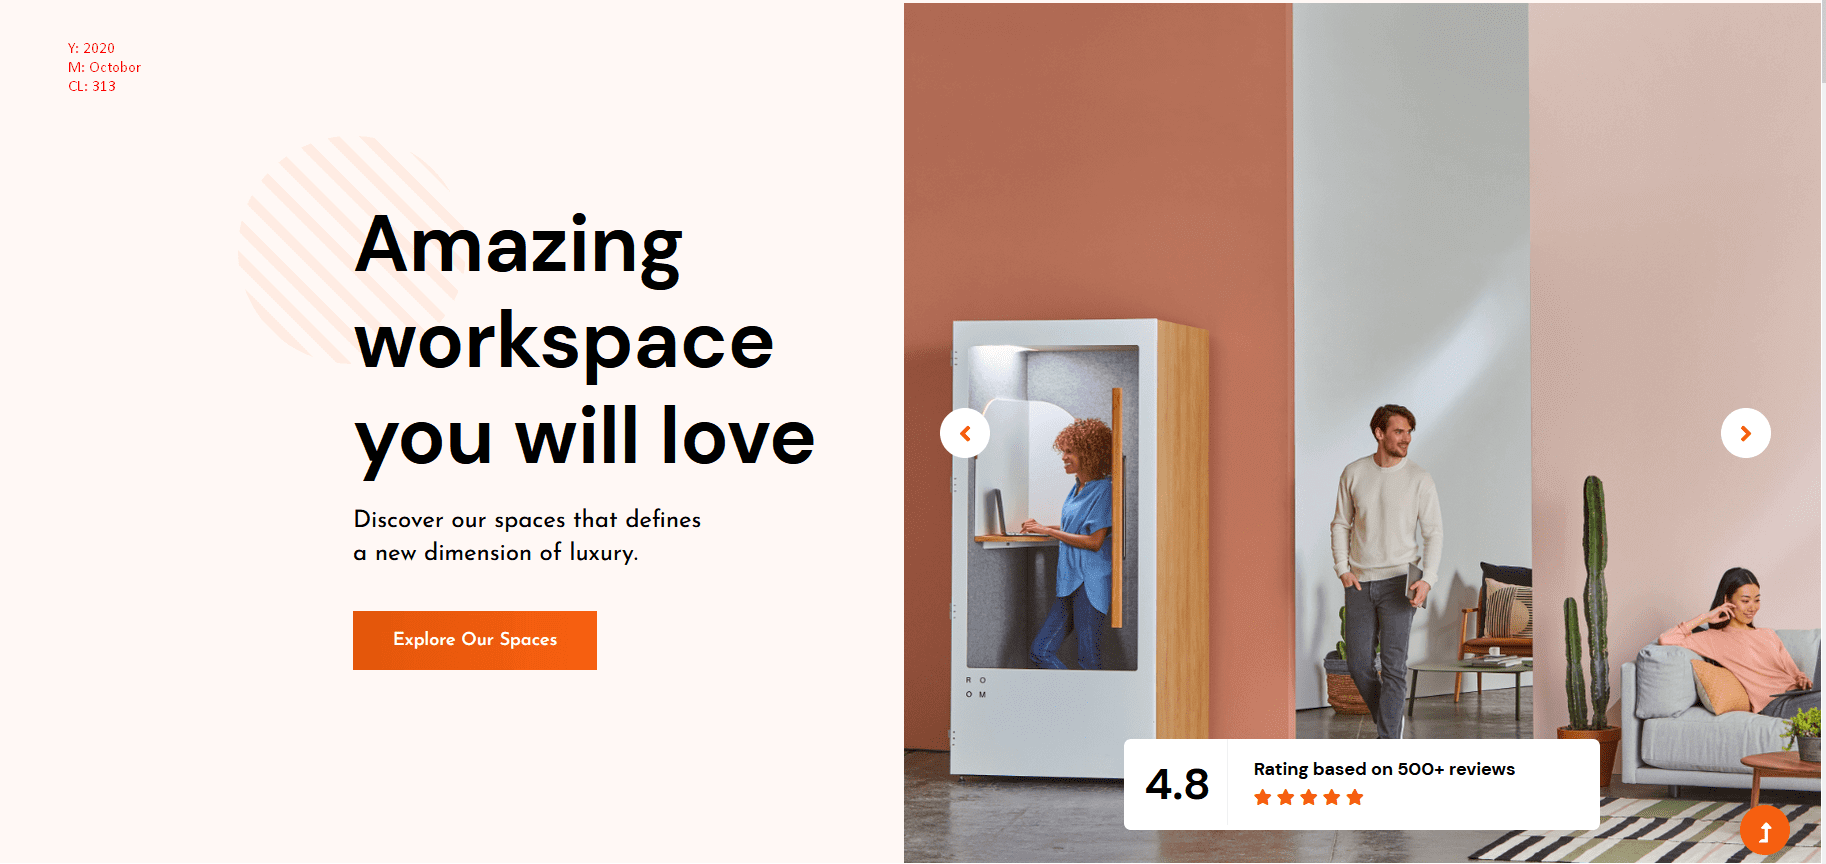 Y: 2020
M: Octobor
CL: 313
Amazing
workspace
you will love
Discover our spaces that defines
a new dimension of luxury.
Explore Our Spaces
R O
O M
4.8
Rating based on 500+ reviews